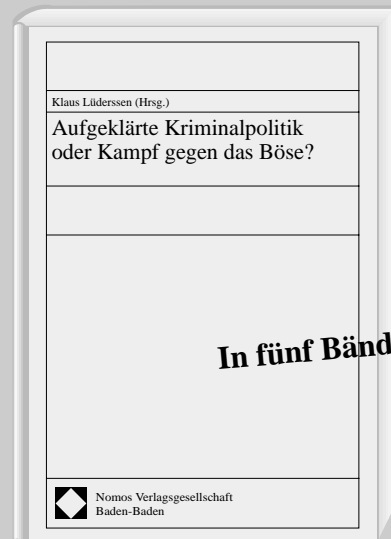 Klaus Lüderssen (Hrsg.)
Aufgeklärte Kriminalpolitik
oder Kampf gegen das Böse?
In fünf Bänd
Nomos Verlagsgesellschaft
Baden-Baden